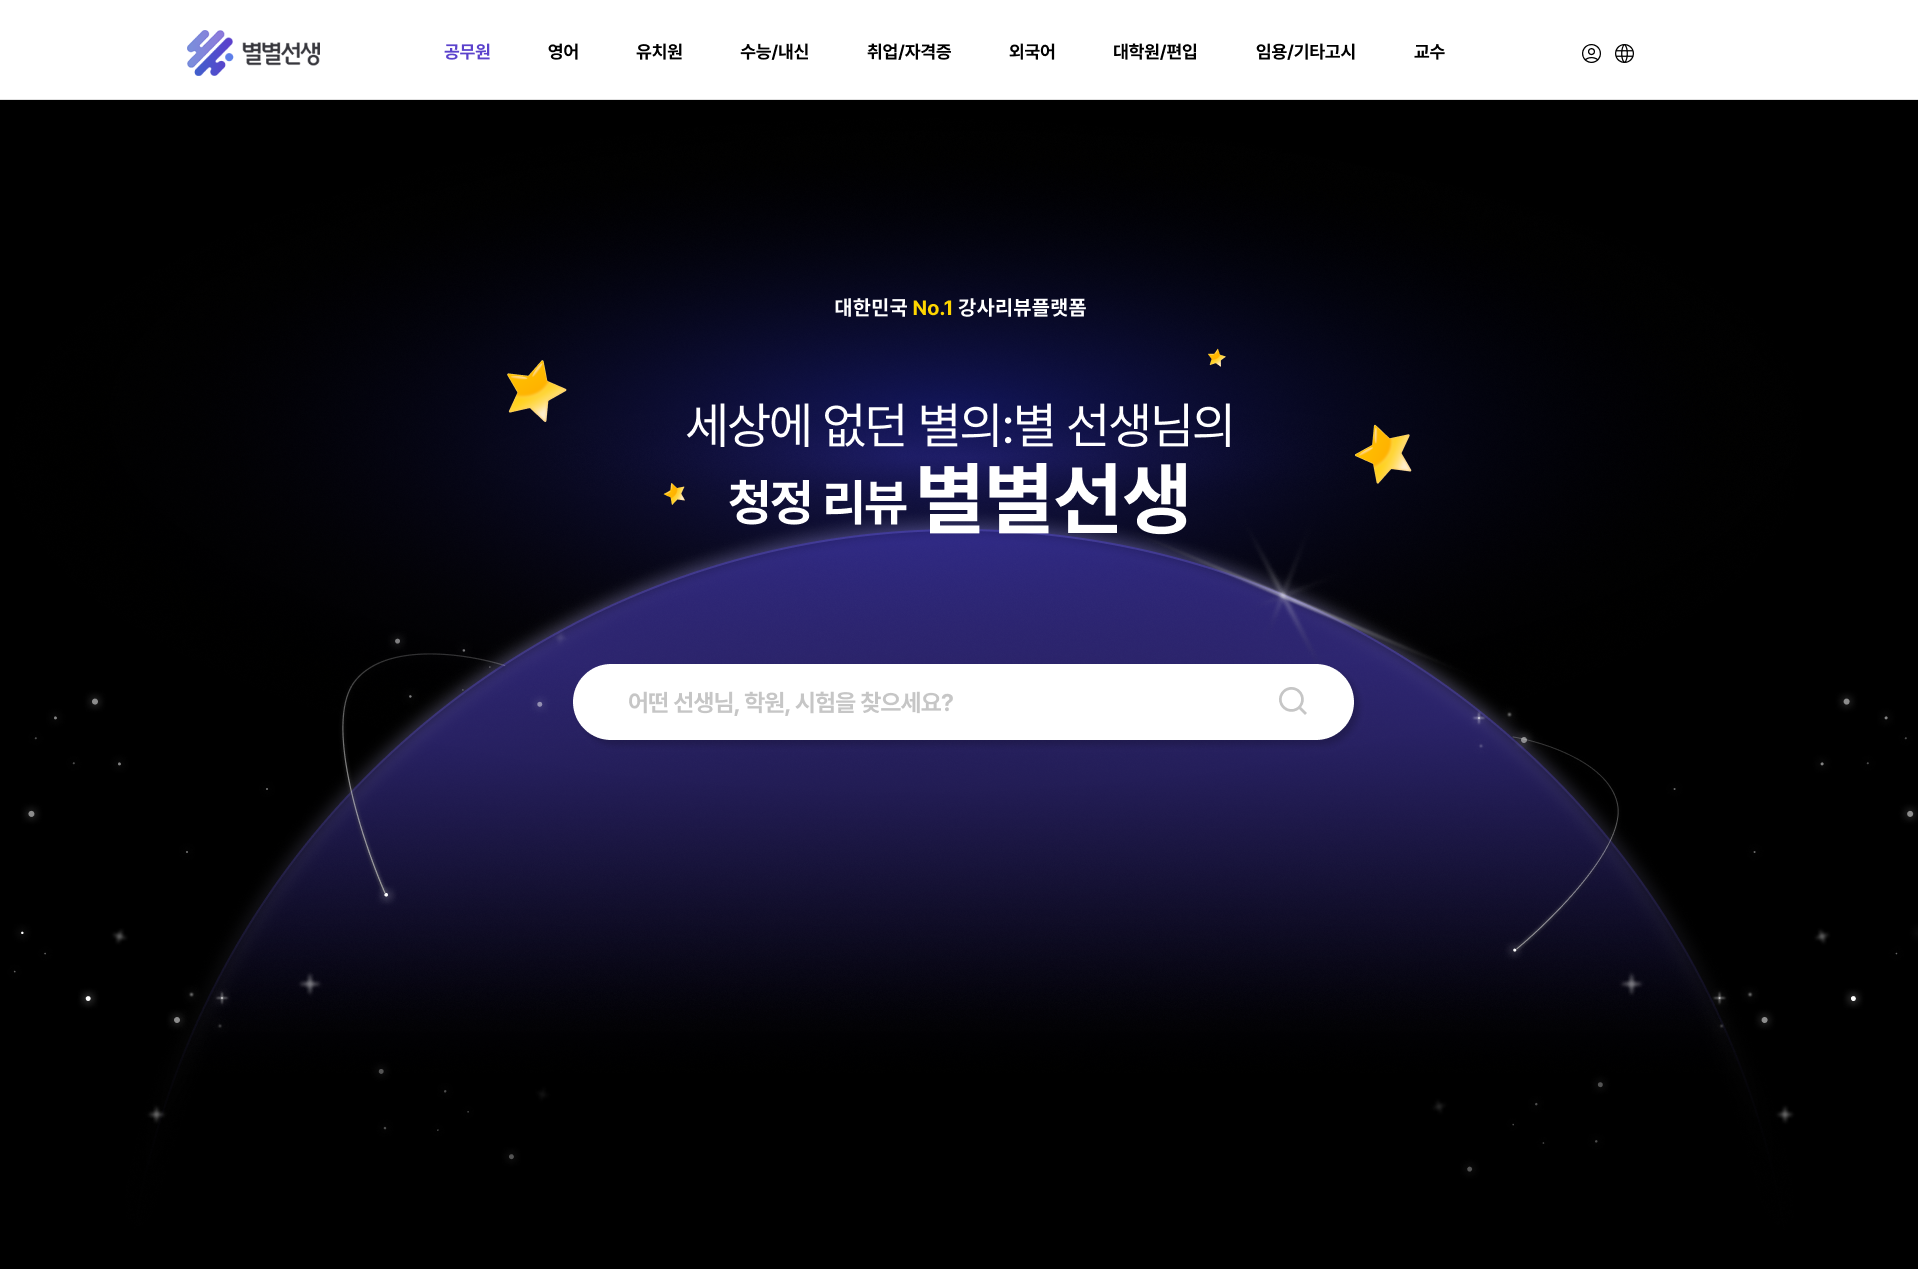 별별선생
공무원 영어 유치원 수능/내신 취업/자격증 외국어 대학원/편입 임용/기타고시 교수
대한민국 No.1 강사리뷰플랫폼
세상에 없던 별의:별 선생님의
청정 리뷰 별별선생
어떤 선생님, 학원, 시험을 찾으세요?